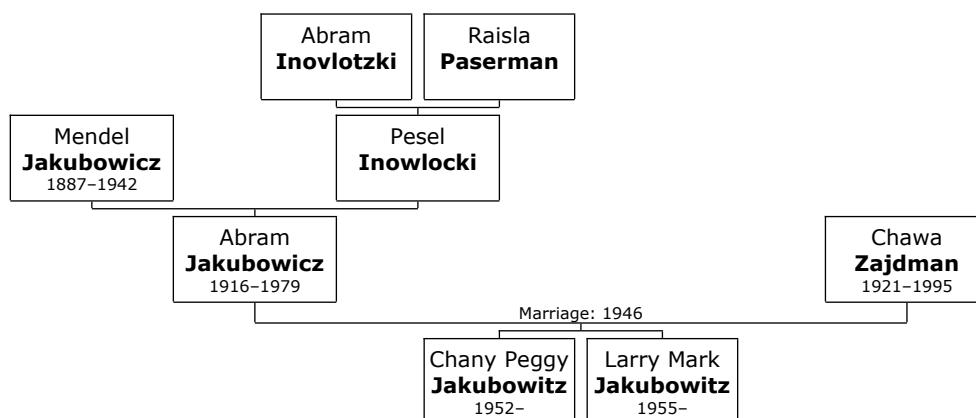 Abram
Inovlotzki
Raisla
Paserman
Mendel
Jakubowicz
1887–1942
Pesel
Inowlocki
Abram
Jakubowicz
1916–1979
Chawa
Zajdman
1921–1995
Marriage: 1946
Chany Peggy
Jakubowitz
1952–
Larry Mark
Jakubowitz
1955–